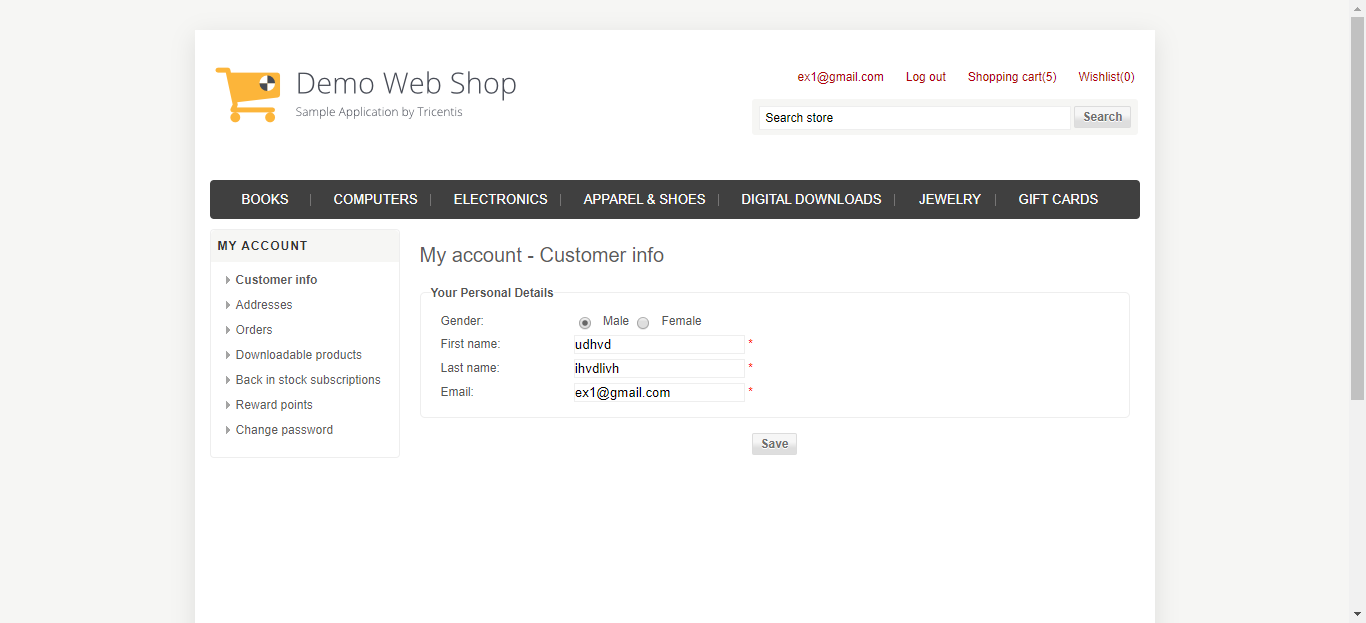 Demo Web Shop
Sample Application by Tricentis
ex1@gmail.com Log out Shopping cart(5) Wishlist(0)
Search store Search
BOOKS COMPUTERS ELECTRONICS APPAREL & SHOES DIGITAL DOWNLOADS JEWELRY GIFT CARDS
MY ACCOUNT
Customer info
Addresses
Orders
Downloadable products
Back in stock subscriptions
Reward points
Change password
My account - Customer info
Your Personal Details
Gender: Male Female
First name: udhvd *
Last name: ihvdlivh *
Email: ex1@gmail.com *
Save